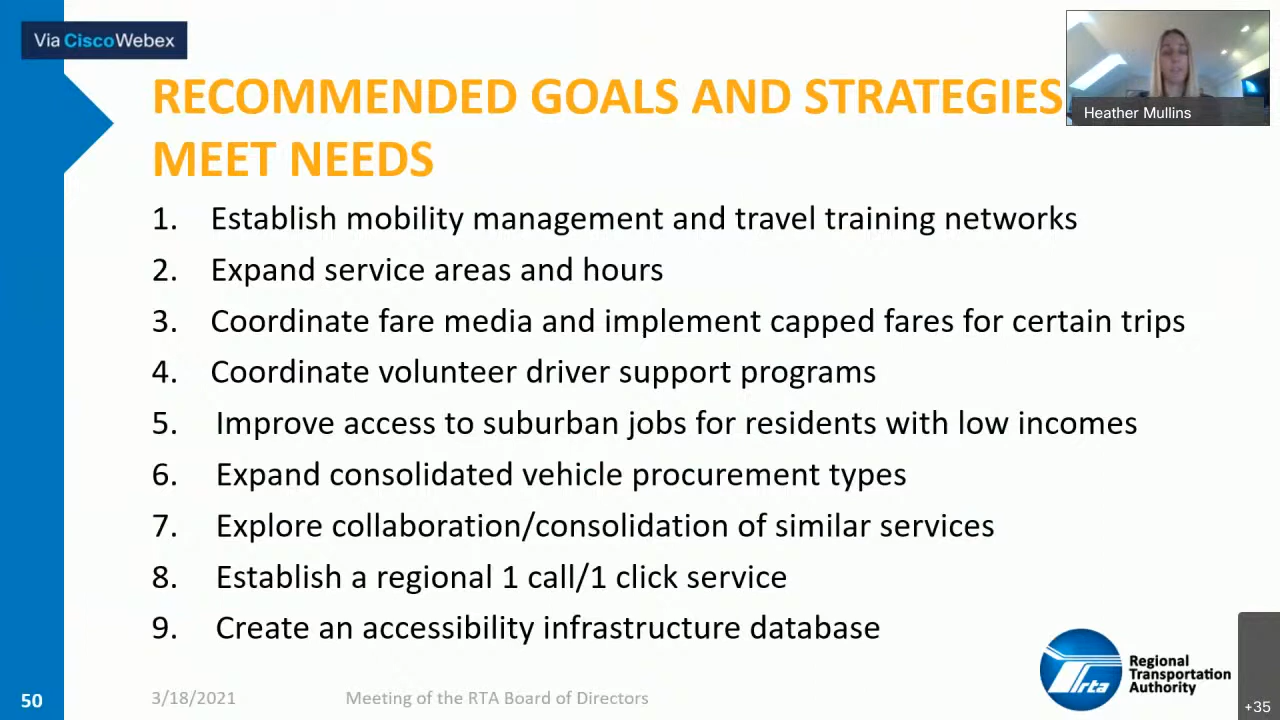 Via CiscoWebex
RECOMMENDED GOALS AND STRATEGIES
MEET NEEDS
Heather Mullins
1. Establish mobility management and travel training networks
2. Expand service areas and hours
3. Coordinate fare media and implement capped fares for certain trips
4. Coordinate volunteer driver support programs
5. Improve access to suburban jobs for residents with low incomes
6. Expand consolidated vehicle procurement types
7. Explore collaboration/consolidation of similar services
8. Establish a regional 1 call/1 click service
9. Create an accessibility infrastructure database
50
3/18/2021
Meeting of the RTA Board of Directors
rta
Regional
Transportation
Authority
+35